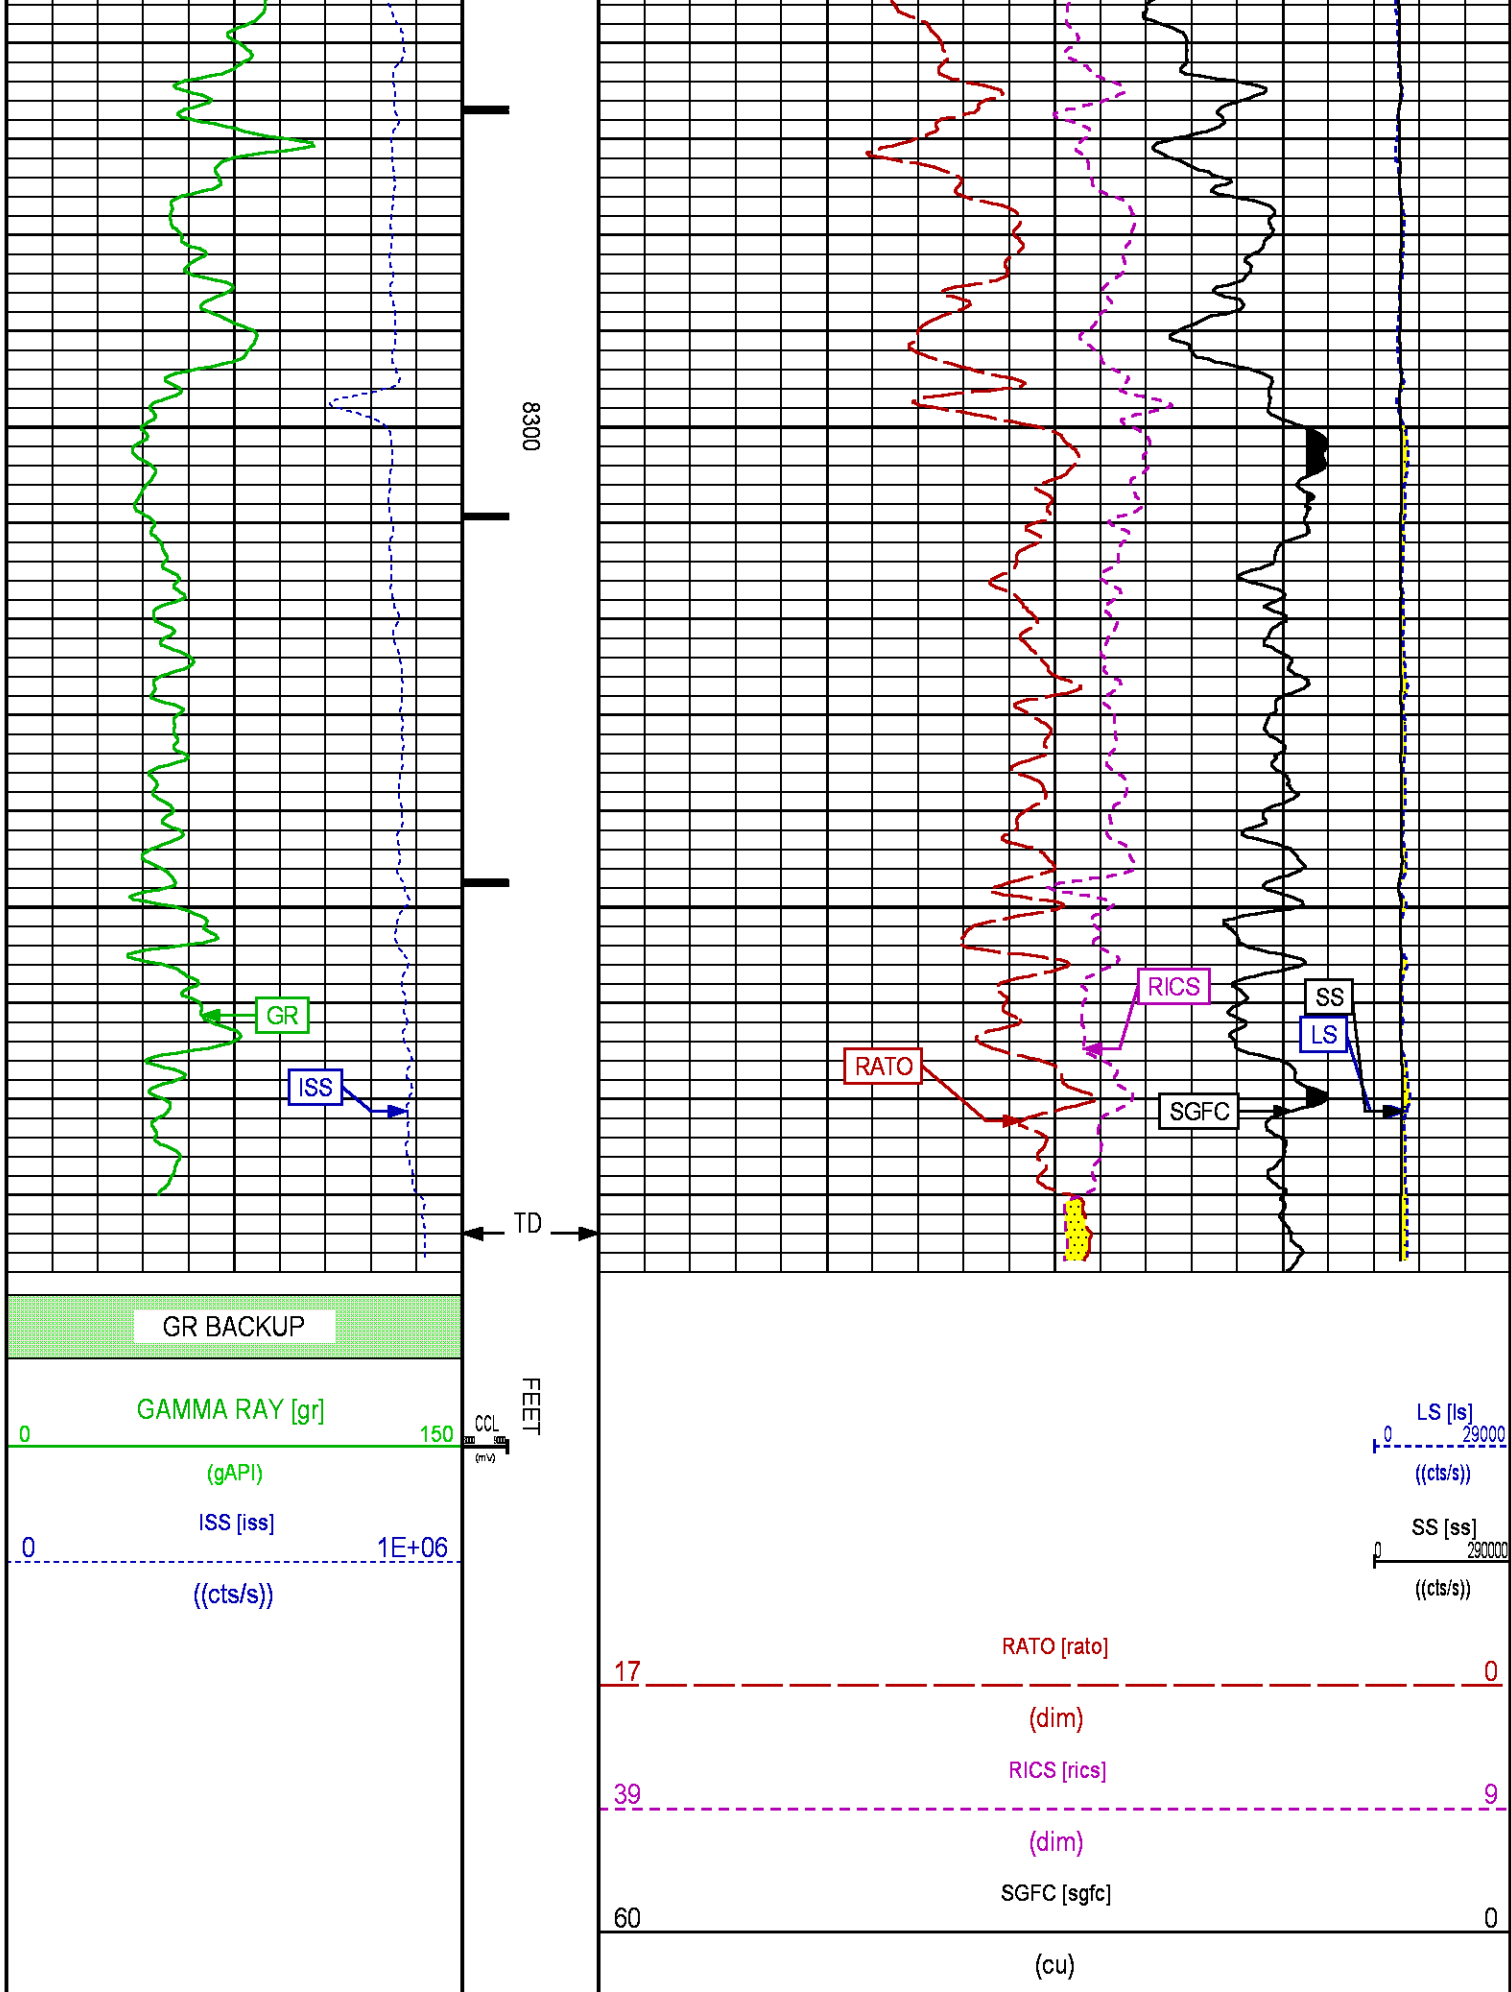 8300
GR
ISS
RICS
SS
LS
RATO
SGFC
TD
GR BACKUP
FEET
GAMMA RAY [gr]
0 150
(gAPI)
ISS [iss]
0 1E+06
((cts/s))
CCL
(mV)
LS [ls]
0 29000
((cts/s))
SS [ss]
0 290000
((cts/s))
RATO [rato]
17 0
(dim)
RICS [rics]
39 9
(dim)
SGFC [sgfc]
60 0
(cu)